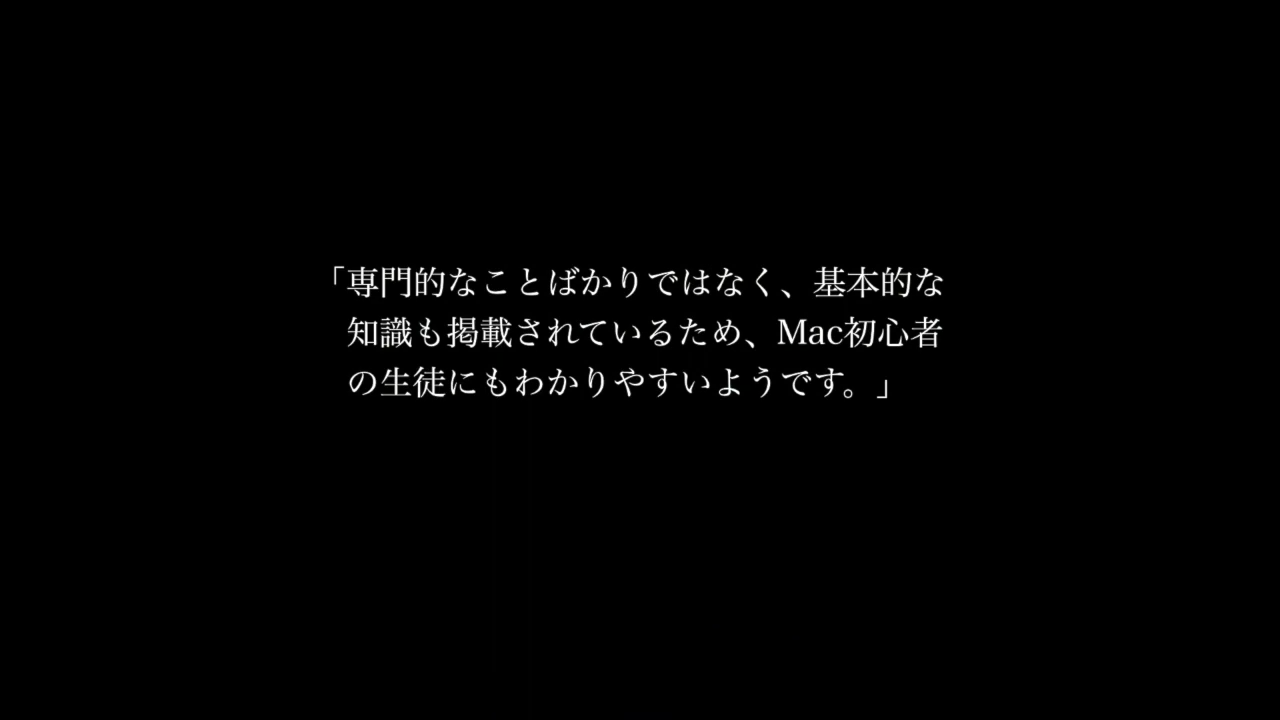 「専門的なことばかりではなく、基本的な
知識も掲載されているため、Mac初心者
の生徒にもわかりやすいようです。」